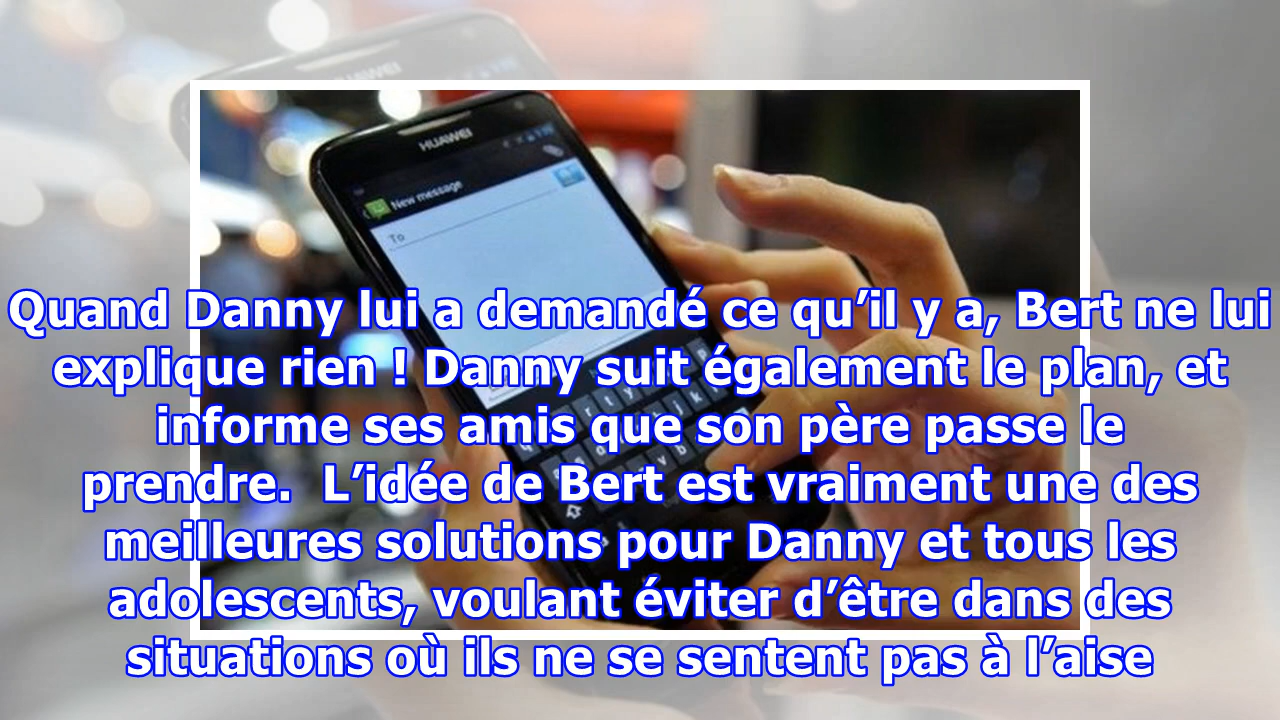 HUAWEI
HUAWEI
New message
To
Quand Danny lui a demandé ce qu’il y a, Bert ne lui
explique rien ! Danny suit également le plan, et
informe ses amis que son père passe le
prendre.  L’idée de Bert est vraiment une des
meilleures solutions pour Danny et tous les
adolescents, voulant éviter d’être dans des
situations où ils ne se sentent pas à l’aise